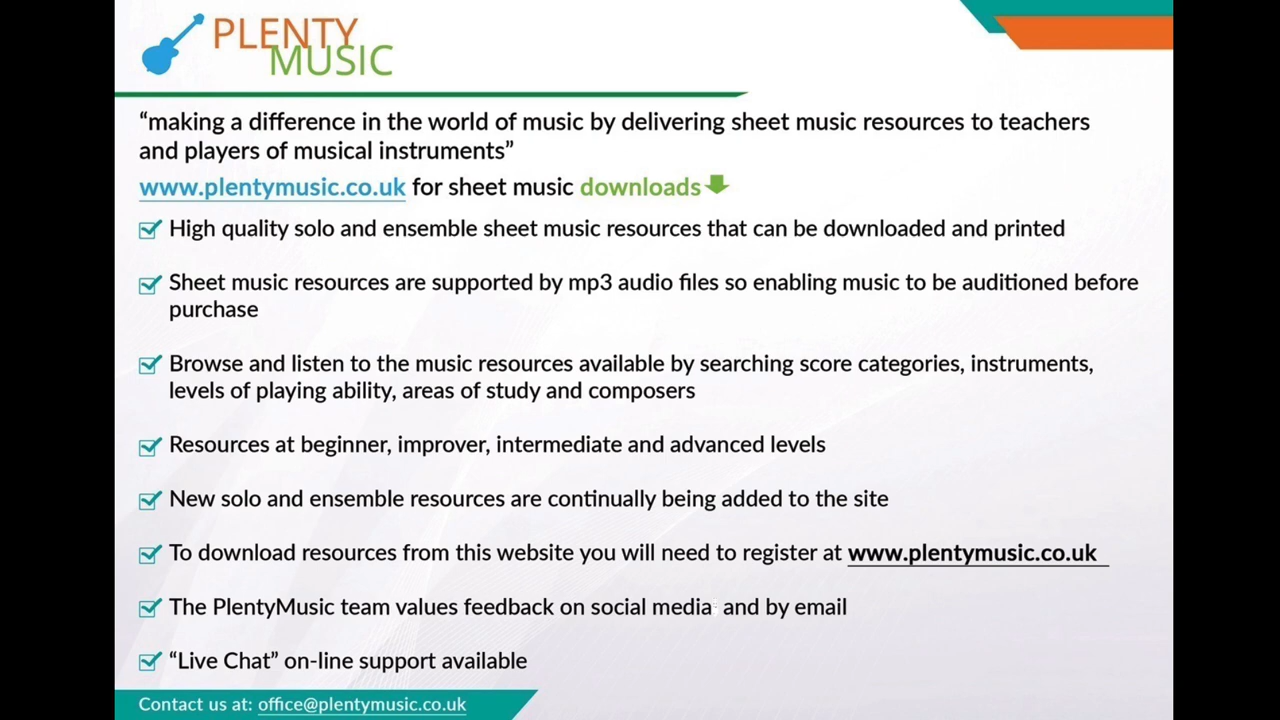 PLENTY
MUSIC
“making a difference in the world of music by delivering sheet music resources to teachers
and players of musical instruments”
www.plentymusic.co.uk for sheet music downloads
High quality solo and ensemble sheet music resources that can be downloaded and printed
Sheet music resources are supported by mp3 audio files so enabling music to be auditioned before
purchase
Browse and listen to the music resources available by searching score categories, instruments,
levels of playing ability, areas of study and composers
Resources at beginner, improver, intermediate and advanced levels
New solo and ensemble resources are continually being added to the site
To download resources from this website you will need to register at www.plentymusic.co.uk
The PlentyMusic team values feedback on social media and by email
“Live Chat” on-line support available
Contact us at: office@plentymusic.co.uk